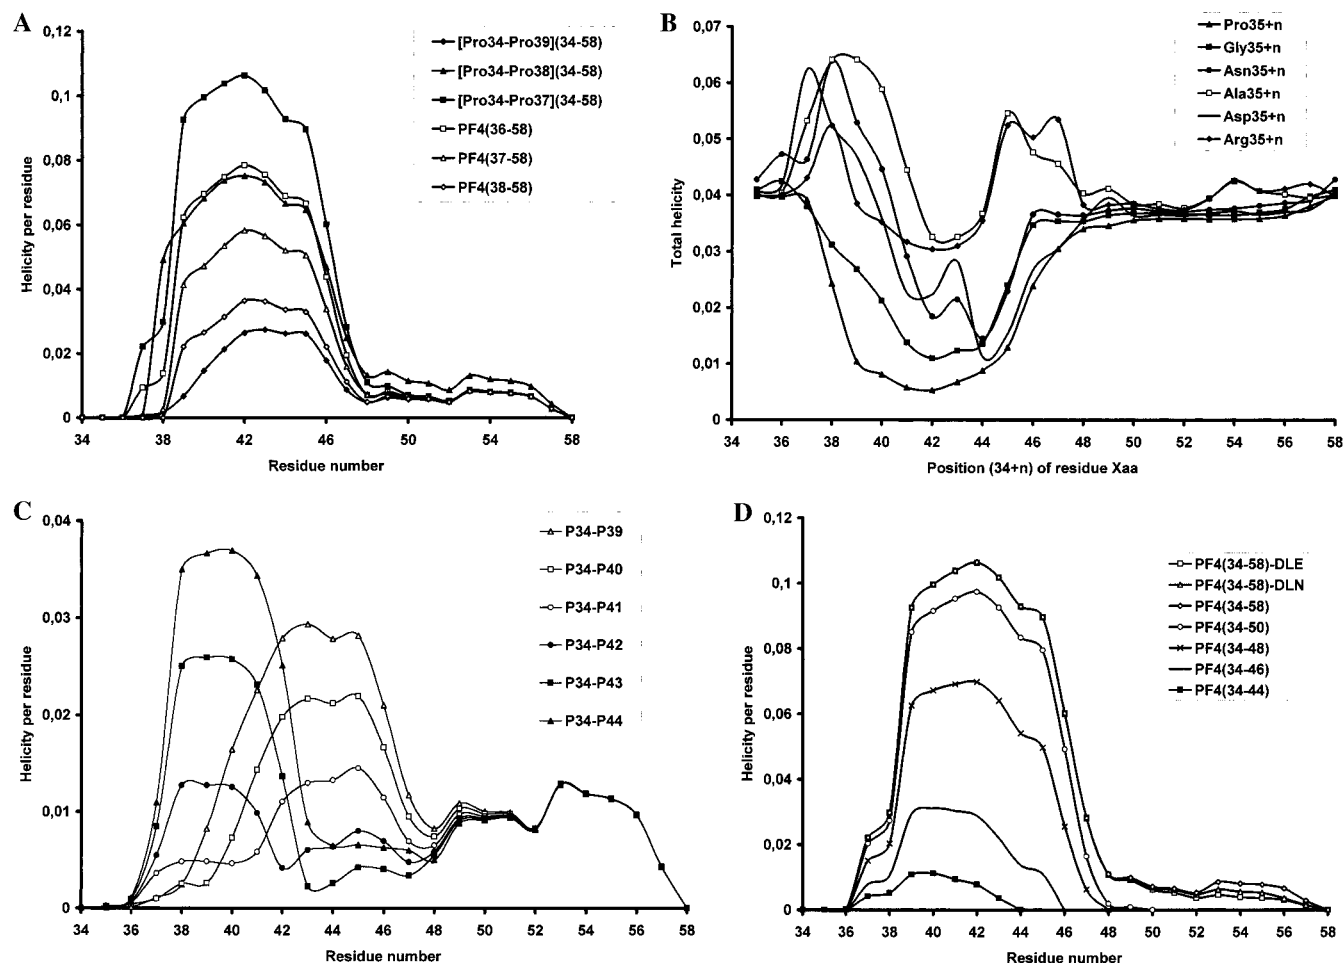 A
0,12
0,1
0,08
0,06
0,04
0,02
0
Helicity per residue
34 36 38 40 42 44 46 48 50 52 54 56 58
Residue number
[Pro34-Pro39](34-58)
[Pro34-Pro38](34-58)
[Pro34-Pro37](34-58)
PF4(36-58)
PF4(37-58)
PF4(38-58)
B
0,07
0,06
0,05
0,04
0,03
0,02
0,01
0
Total helicity
34 36 38 40 42 44 46 48 50 52 54 56 58
Position (34+n) of residue Xaa
Pro35+n
Gly35+n
Asn35+n
Ala35+n
Asp35+n
Arg35+n
C
0,04
0,03
0,02
0,01
0
Helicity per residue
34 36 38 40 42 44 46 48 50 52 54 56 58
Residue number
P34-P39
P34-P40
P34-P41
P34-P42
P34-P43
P34-P44
D
0,12
0,1
0,08
0,06
0,04
0,02
0
Helicity per residue
34 36 38 40 42 44 46 48 50 52 54 56 58
Residue number
PF4(34-58)-DLE
PF4(34-58)-DLN
PF4(34-58)
PF4(34-50)
PF4(34-48)
PF4(34-46)
PF4(34-44)